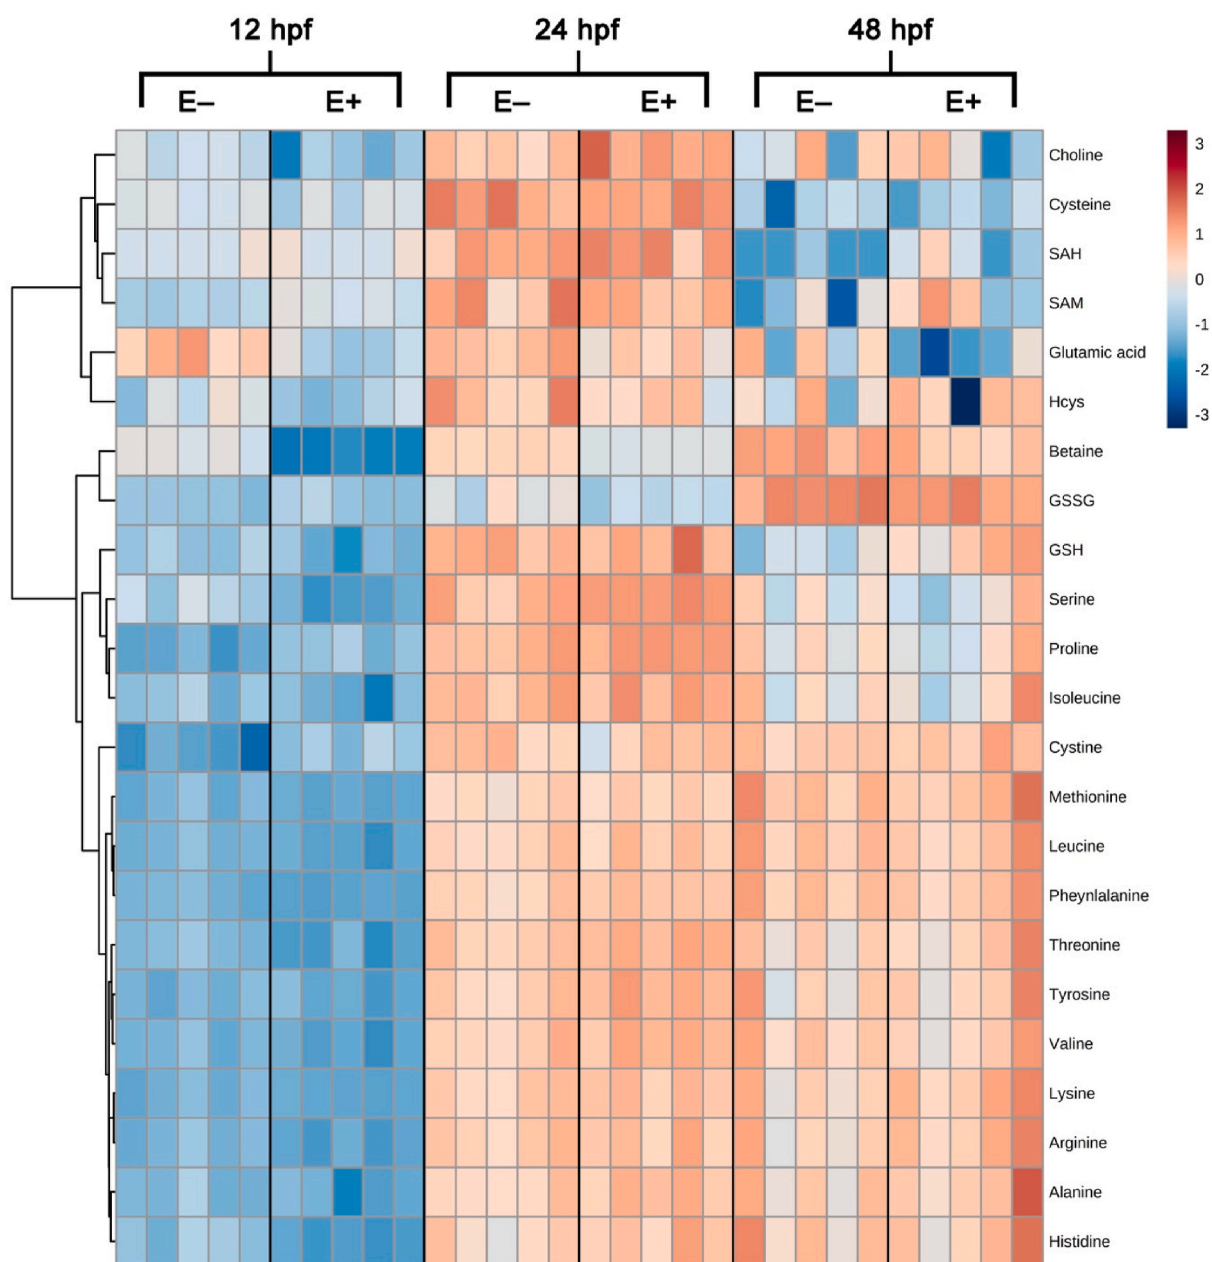 12 hpf 24 hpf 48 hpf
E– E+ E– E+ E– E+
Choline
Cysteine
SAH
SAM
Glutamic acid
Hcys
Betaine
GSSG
GSH
Serine
Proline
Isoleucine
Cystine
Methionine
Leucine
Pheynlalanine
Threonine
Tyrosine
Valine
Lysine
Arginine
Alanine
Histidine
3
2
1
0
-1
-2
-3